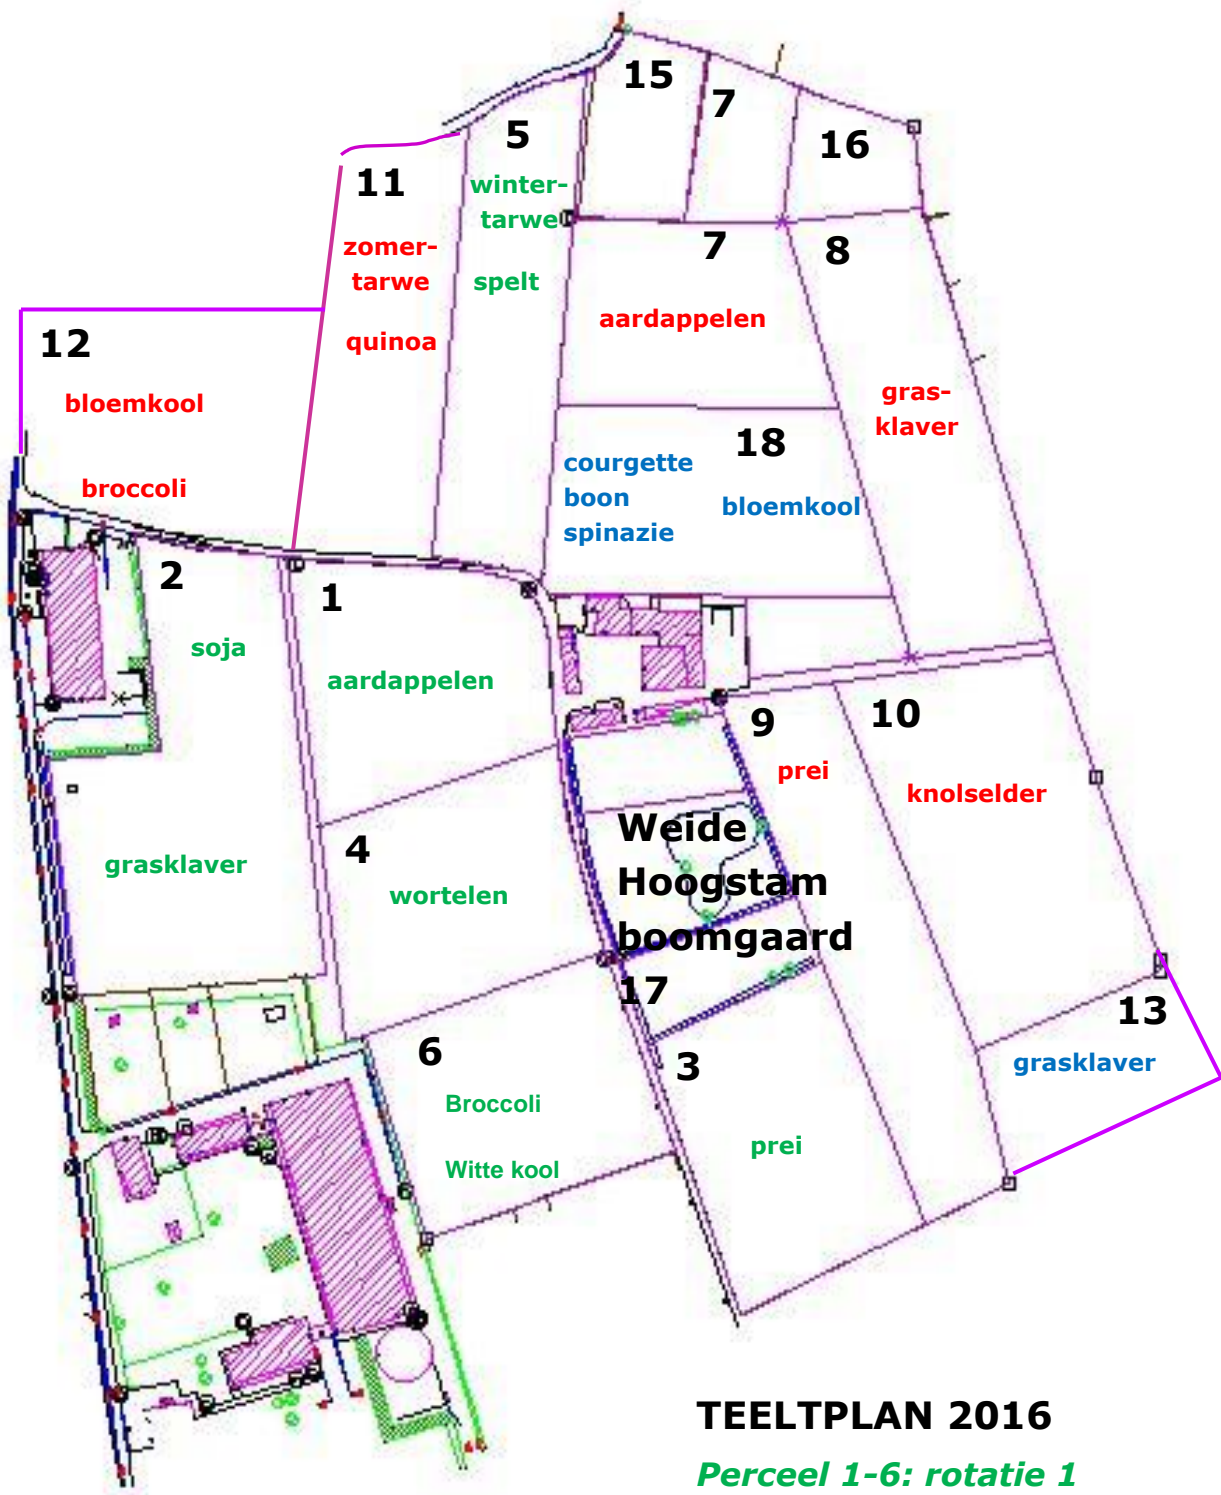 15
7
5
16
11
winter-
tarwe
zomer-
tarwe
7
8
spelt
aardappelen
quinoa
12
bloemkool
gras-
klaver
18
courgette
boon
spinazie
bloemkool
broccoli
2
1
soja
aardappelen
9
10
prei
knolselder
Weide
Hoogstam
boomgaard
4
grasklaver
wortelen
17
13
6
3
grasklaver
Broccoli
prei
Witte kool
TEELTPLAN 2016
Perceel 1-6: rotatie 1